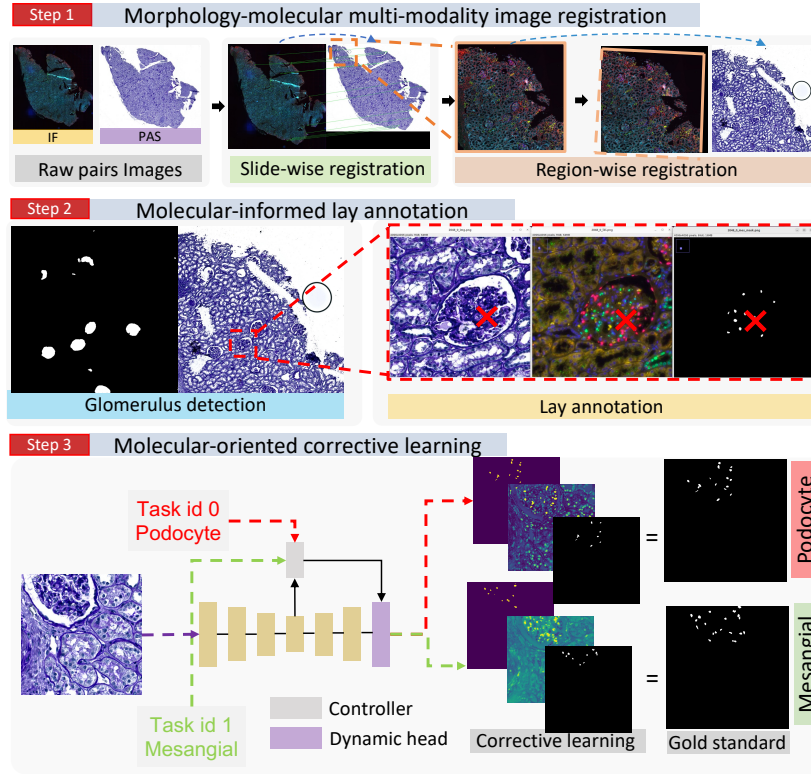 Step 1
Morphology-molecular multi-modality image registration
IF
PAS
Raw pairs Images
Slide-wise registration
Region-wise registration
Step 2
Molecular-informed lay annotation
Glomerulus detection
Lay annotation
Step 3
Molecular-oriented corrective learning
Task id 0
Podocyte
Task id 1
Mesangial
Controller
Dynamic head
=
=
Corrective learning
Gold standard
Podocyte
Mesangial